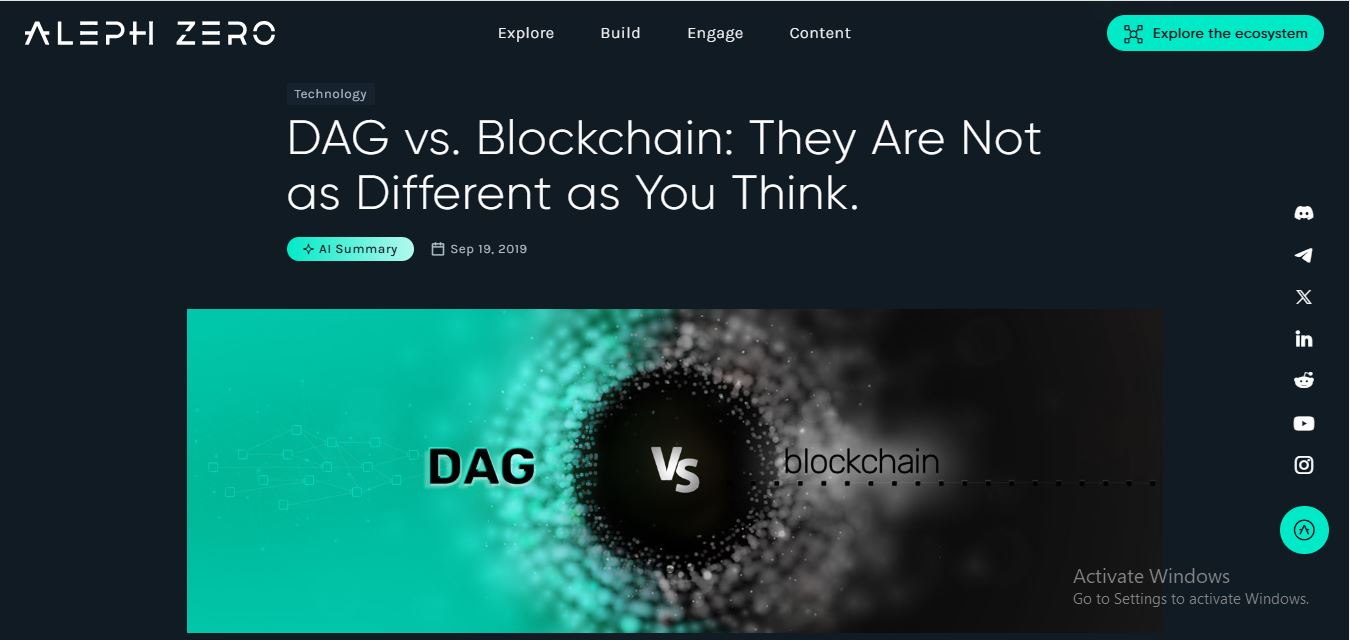 ALEPH ZERO
Explore Build Engage Content
Explore the ecosystem
Technology
DAG vs. Blockchain: They Are Not
as Different as You Think.
AI Summary Sep 19, 2019
DAG VS blockchain
Activate Windows
Go to Settings to activate Windows.